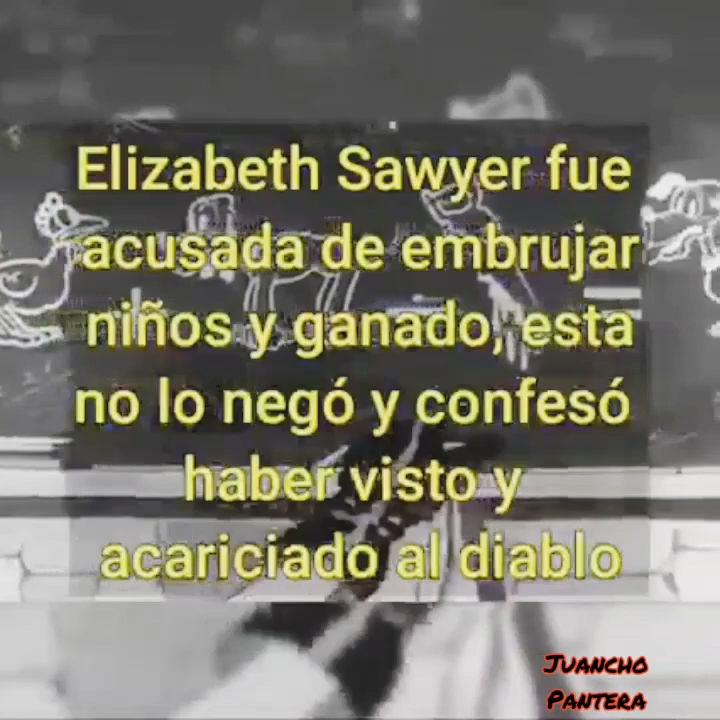 Elizabeth Sawyer fue
acusada de embrujar
niños y ganado, esta
no lo negó y confesó
haber visto y
acariciado al diablo
Juancho
Pantera